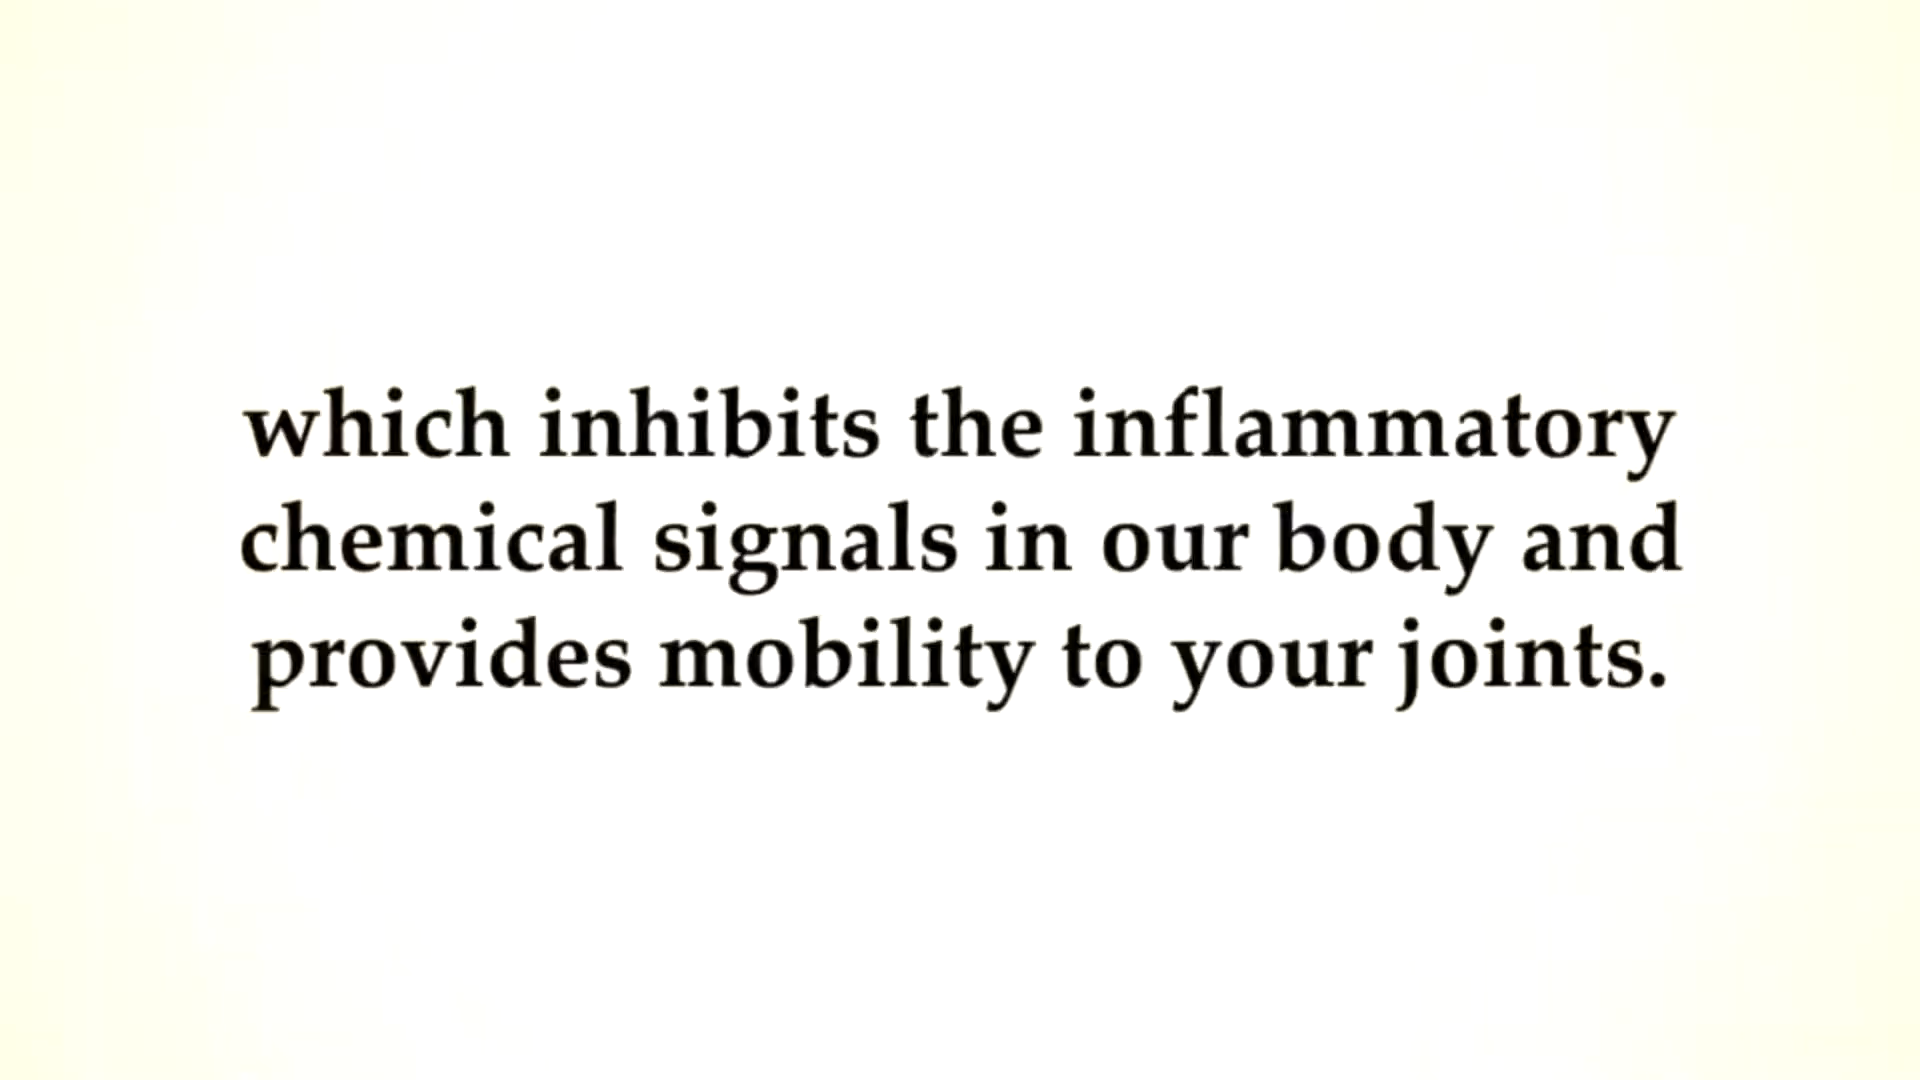 which inhibits the inflammatory
chemical signals in our body and
provides mobility to your joints.